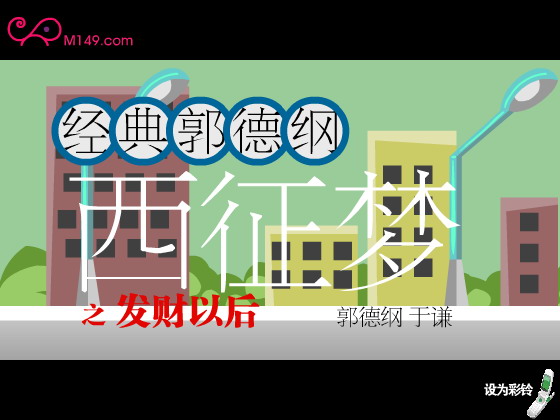 M149.com
经典郭德纲
西征梦
之 发财以后
郭德纲 于谦
设为彩铃